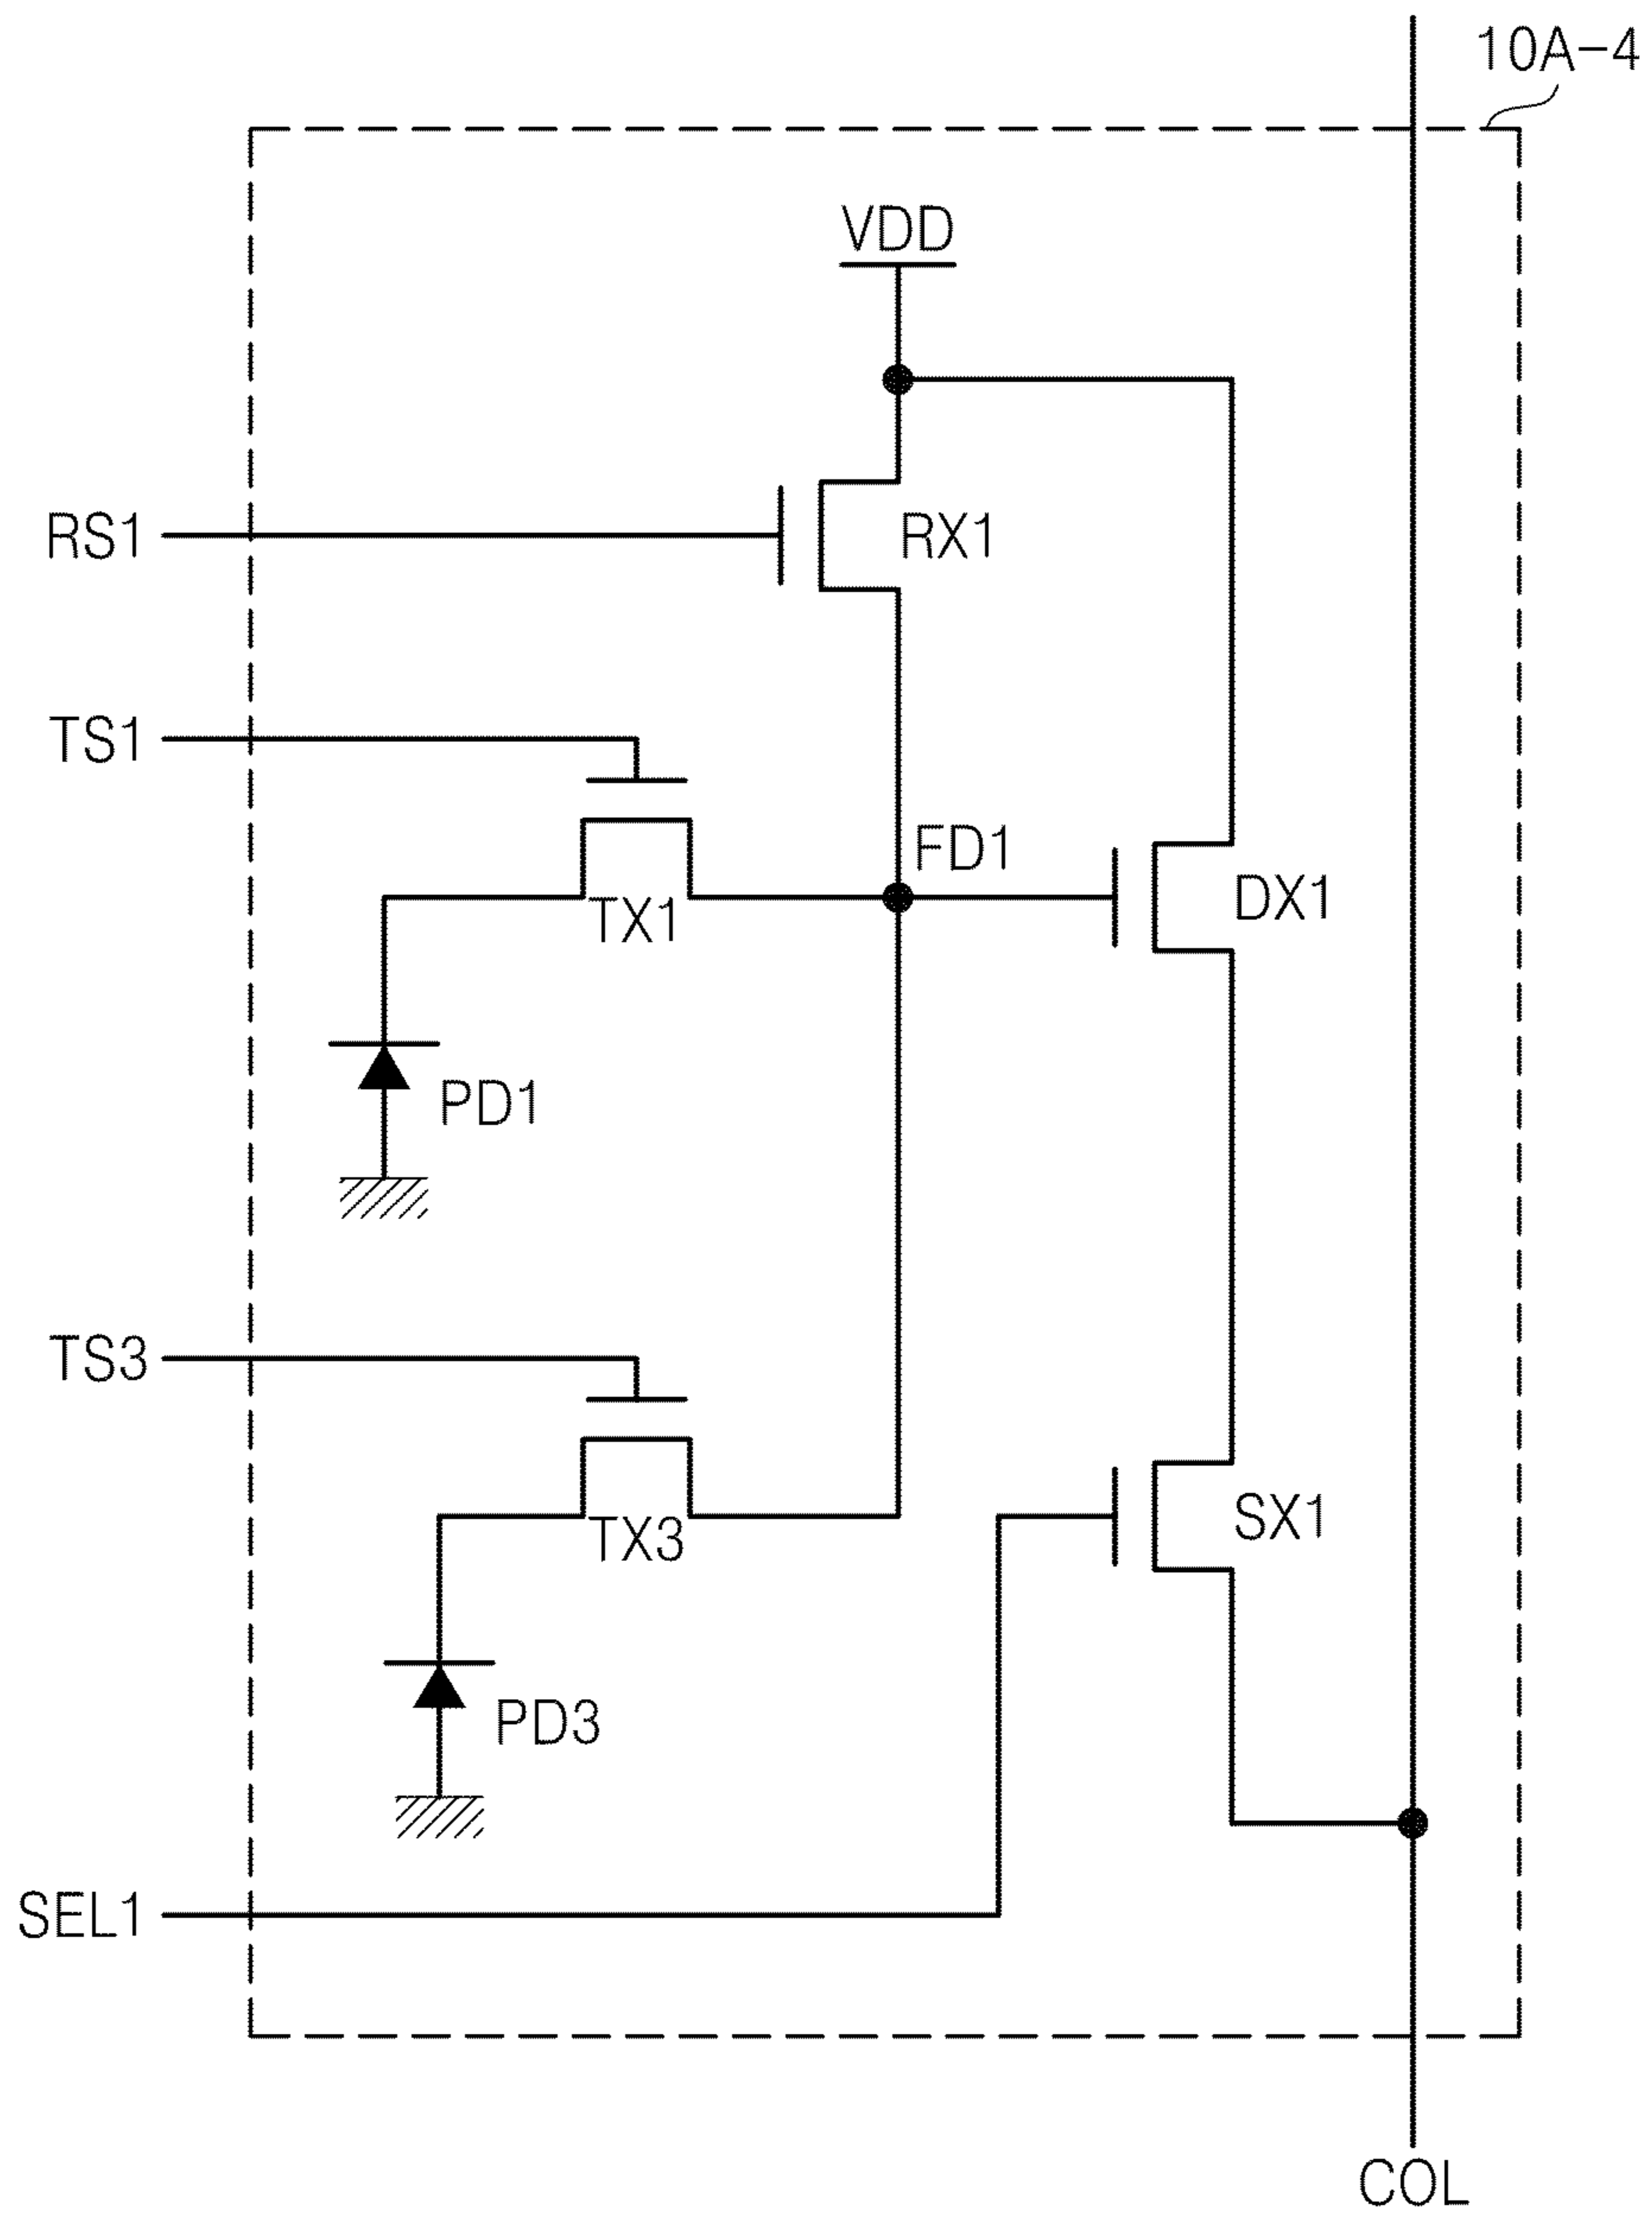 10A-4
VDD
RS1
RX1
TS1
FD1
DX1
TX1
PD1
TS3
SX1
TX3
PD3
SEL1
COL